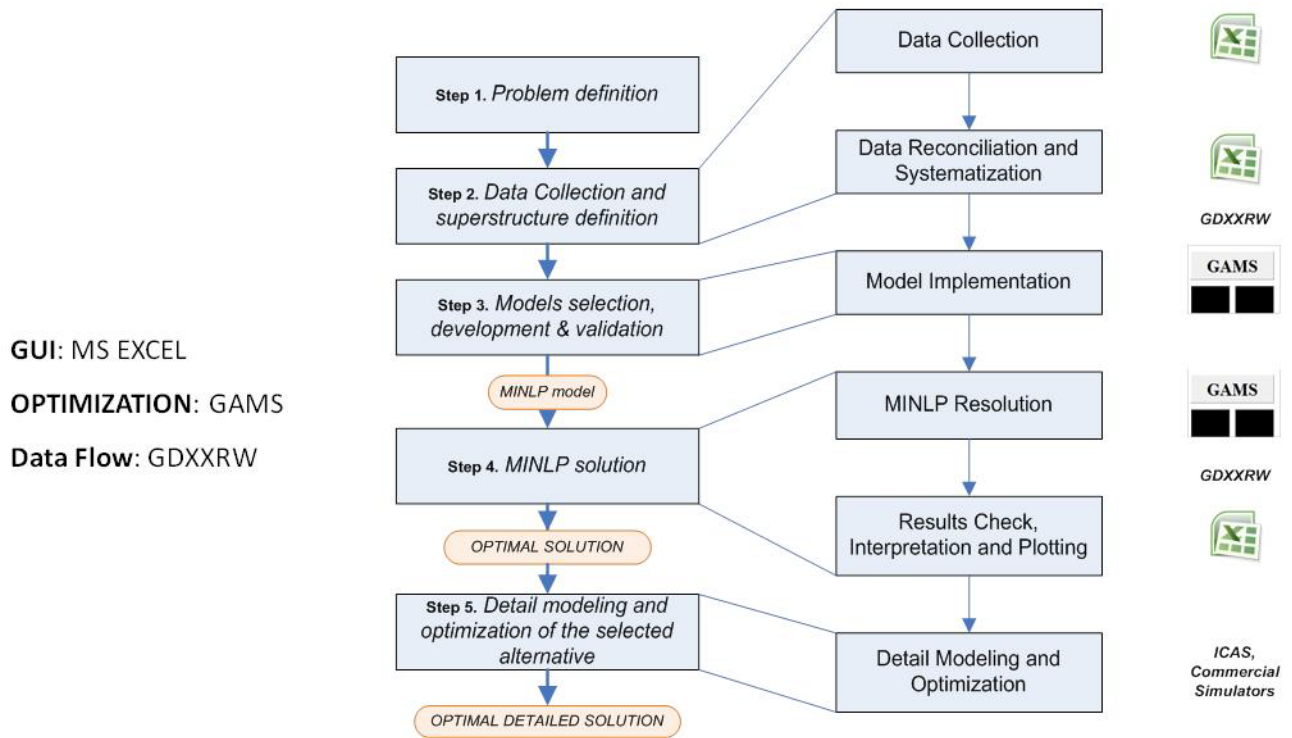 GUI: MS EXCEL
OPTIMIZATION: GAMS
Data Flow: GDXXRW
Step 1. Problem definition
Step 2. Data Collection and
superstructure definition
Step 3. Models selection,
development & validation
MINLP model
Step 4. MINLP solution
OPTIMAL SOLUTION
Step 5. Detail modeling and
optimization of the selected
alternative
OPTIMAL DETAILED SOLUTION
Data Collection
Data Reconciliation and
Systematization
Model Implementation
MINLP Resolution
Results Check,
Interpretation and Plotting
Detail Modeling and
Optimization
X
X
GDXXRW
GAMS
GAMS
GDXXRW
X
ICAS,
Commercial
Simulators